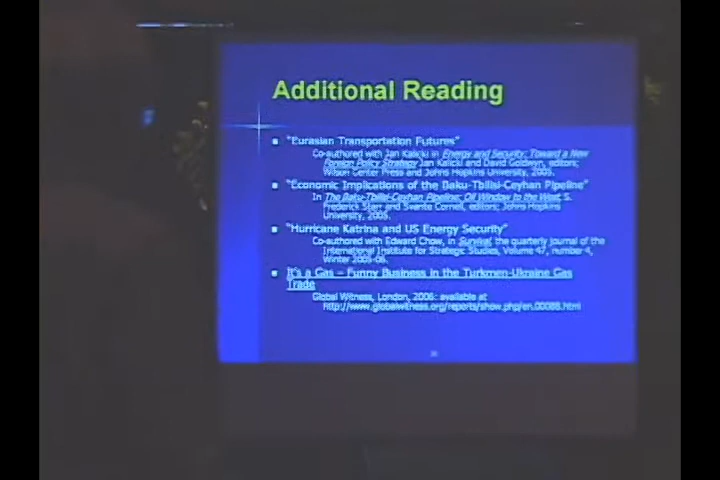 Additional Reading
"Eurasian Transportation Futures"
Co-authored with Jan Kalicki in Energy and Security: Toward a New
Foreign Policy Strategy Jan Kalicki and David Goldwyn, editors;
Wilson Center Press and Johns Hopkins University, 2005.
"Economic Implications of the Baku-Tbilisi-Ceyhan Pipeline"
In The Baku-Tbilisi-Ceyhan Pipeline: Oil Window to the West, S.
Frederick Starr and Svante Cornell, editors; Johns Hopkins
University, 2005.
"Hurricane Katrina and US Energy Security"
Co-authored with Edward Chow, in Survival, the quarterly journal of the
International Institute for Strategic Studies, Volume 47, number 4,
Winter 2005-06.
It's a Gas – Funny Business in the Turkmen-Ukraine Gas
Trade
Global Witness, London, 2006: available at
http://www.globalwitness.org/reports/show.php/en.00088.html